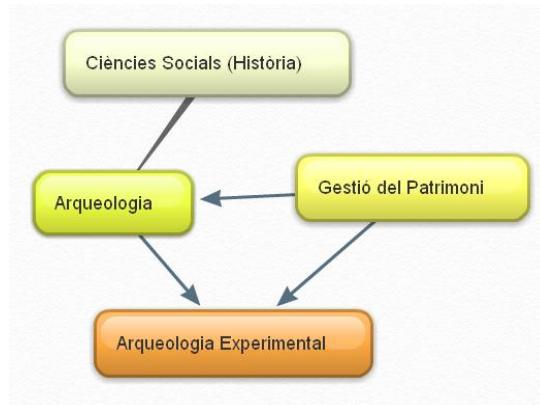 Ciències Socials (Història)
Arqueologia
Gestió del Patrimoni
Arqueologia Experimental